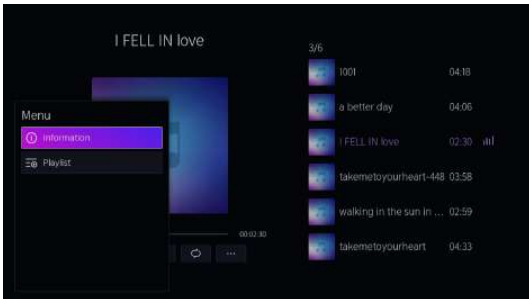 I FELL IN love
Menu
Information
Playlist
00:02:30
3/6
1001 04:18
a better day 04:06
I FELL IN love 02:30
takemetoyourheart-448 03:58
walking in the sun in ... 02:59
takemetoyourheart 04:33